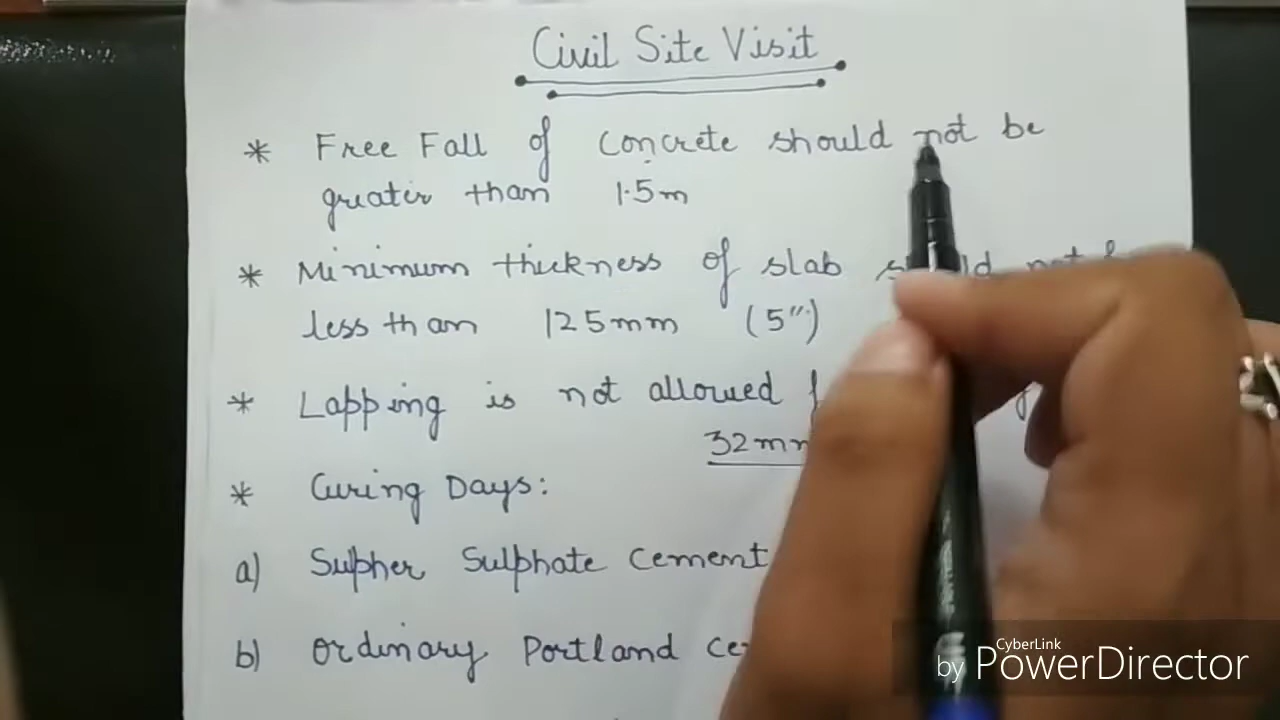 Civil Site Visit
* Free Fall of concrete should not be
greater than 1.5m
* Minimum thickness of slab not
less than 125mm (5")
* Lapping is not allowed
32mm
* Curing Days:
a) Supher Sulphate cement
b) Ordinary Portland
CyberLink
by PowerDirector